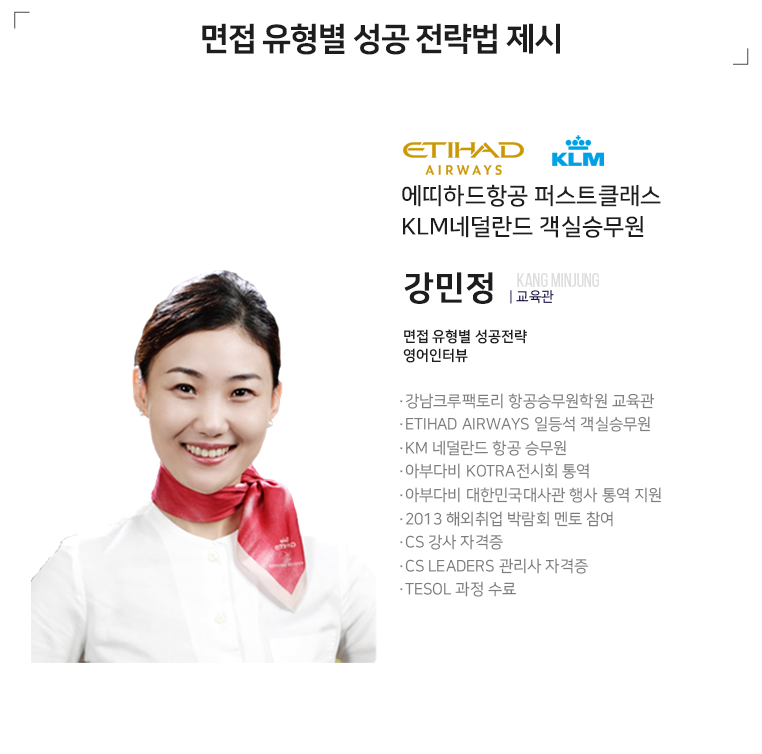 면접 유형별 성공 전략법 제시
ETIHAD
AIRWAYS
KLM
에띠하드항공 퍼스트클래스
KLM네덜란드 객실승무원
강민정 KANG MINJUNG
| 교육관
면접 유형별 성공전략
영어인터뷰
·강남크루팩토리 항공승무원학원 교육관
·ETIHAD AIRWAYS 일등석 객실승무원
·KM 네덜란드 항공 승무원
·아부다비 KOTRA전시회 통역
·아부다비 대한민국대사관 행사 통역 지원
·2013 해외취업 박람회 멘토 참여
·CS 강사 자격증
·CS LEADERS 관리사 자격증
·TESOL 과정 수료